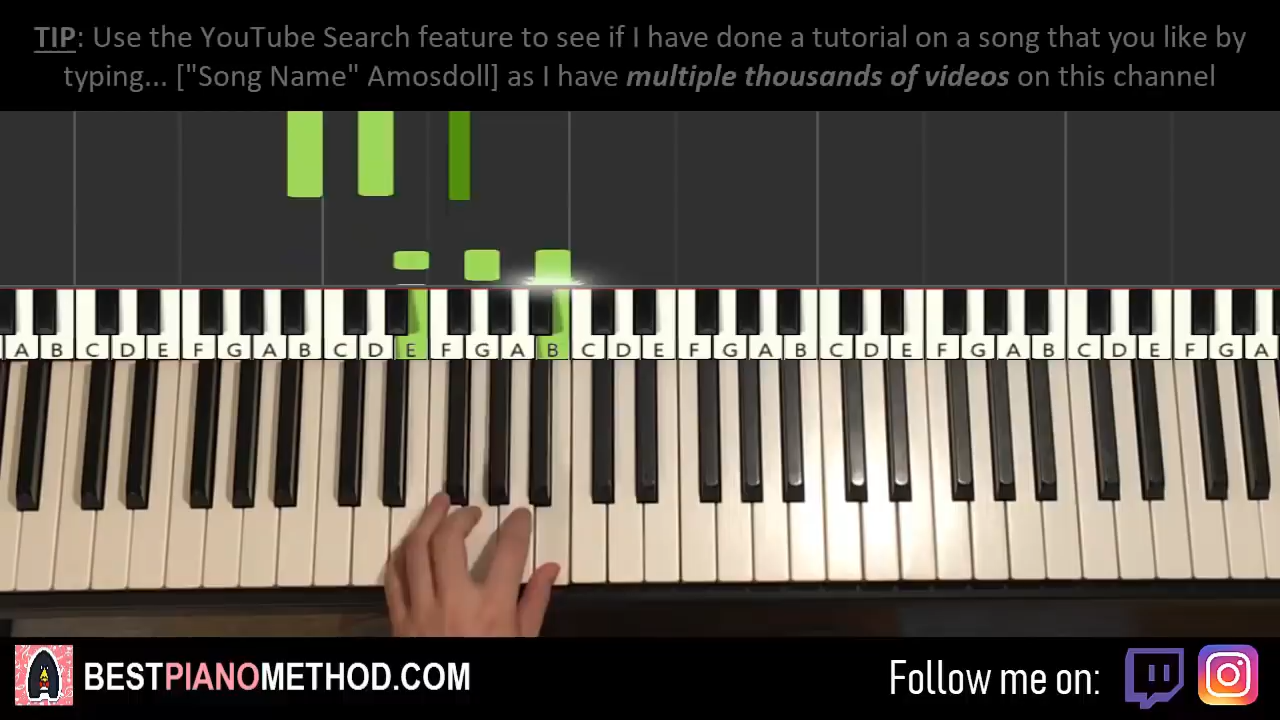 TIP: Use the YouTube Search feature to see if I have done a tutorial on a song that you like by
typing... ["Song Name" Amosdoll] as I have multiple thousands of videos on this channel
A B C D E F G A B C D E F G A B C D E F G A B C D E F G A B C D E F G A
BESTPIANOMETHOD.COM
Follow me on: